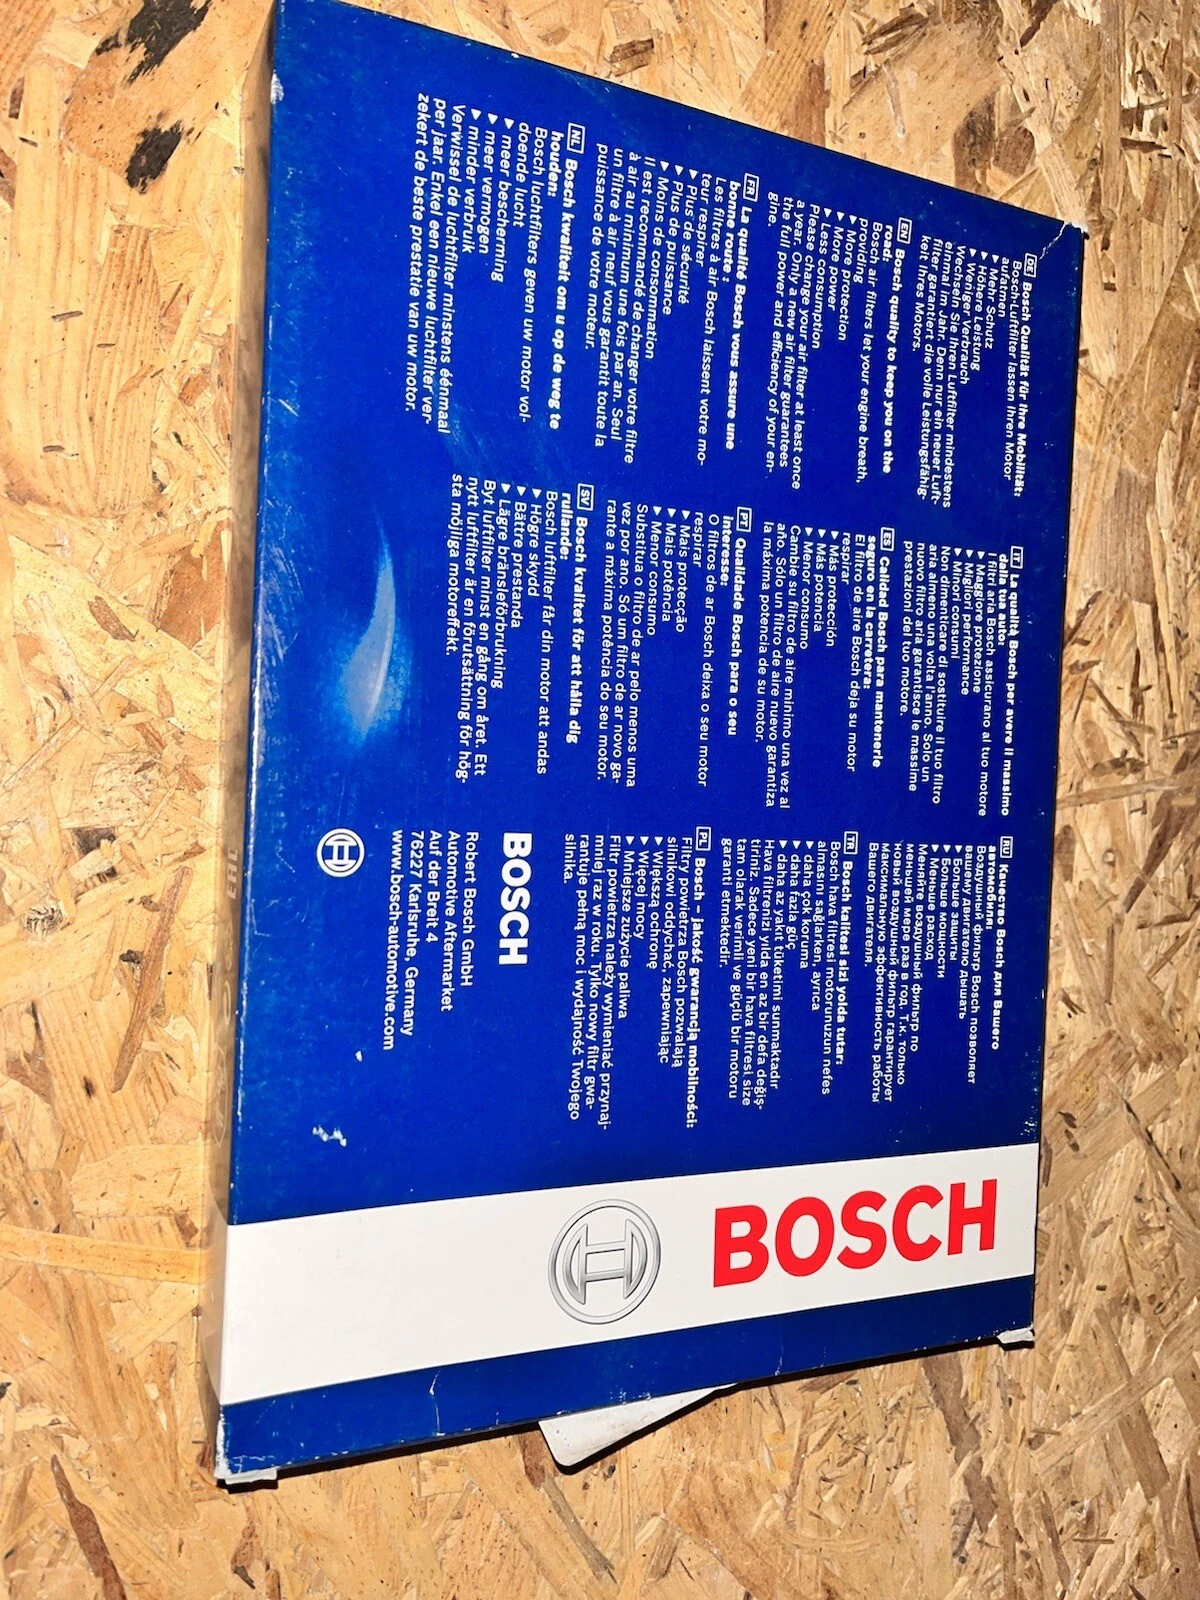 DE Bosch Qualität für Ihre Mobilität:
Bosch-Luftfilter lassen Ihren Motor
aufatmen
▶ Mehr Schutz
▶ Höhere Leistung
▶ Weniger Verbrauch
Wechseln Sie Ihren Luftfilter mindestens
einmal im Jahr. Denn nur ein neuer Luft-
filter garantiert die volle Leistungsfähig-
keit Ihres Motors.
EN Bosch quality to keep you on the
road:
Bosch air filters let your engine breath,
providing
▶ More protection
▶ More power
▶ Less consumption
Please change your air filter at least once
a year. Only a new air filter guarantees
the full power and efficiency of your en-
gine.
FR La qualité Bosch vous assure une
bonne route :
Les filtres à air Bosch laissent votre mo-
teur respirer
▶ Plus de sécurité
▶ Plus de puissance
▶ Moins de consommation
Il est recommandé de changer votre filtre
à air au minimum une fois par an. Seul
un filtre à air neuf vous garantit toute la
puissance de votre moteur.
NL Bosch kwaliteit om u op de weg te
houden:
Bosch luchtfilters geven uw motor vol-
doende lucht
▶ meer bescherming
▶ meer vermogen
▶ minder verbruik
Verwissel de luchtfilter minstens éénmaal
per jaar. Enkel een nieuwe luchtfilter ver-
zekert de beste prestatie van uw motor.
IT La qualità Bosch per avere il massimo
dalla tua auto:
I filtri aria Bosch assicurano al tuo motore
▶ Maggiore protezione
▶ Migliori performance
▶ Minori consumi
Non dimenticare di sostituire il tuo filtro
aria almeno una volta l'anno. Solo un
nuovo filtro aria garantisce le massime
prestazioni del tuo motore.
ES Calidad Bosch para mantenerle
seguro en la carretera:
El filtro de aire Bosch deja su motor
respirar
▶ Más protección
▶ Más potencia
▶ Menor consumo
Cambie su filtro de aire mínimo una vez al
año. Sólo un filtro de aire nuevo garantiza
la máxima potencia de su motor.
PT Qualidade Bosch para o seu
interesse:
O filtros de ar Bosch deixa o seu motor
respirar
▶ Mais protecção
▶ Mais potência
▶ Menor consumo
Substitua o filtro de ar pelo menos uma
vez por ano. Só um filtro de ar novo ga-
rante a máxima potência do seu motor.
SV Bosch kvalitet för att hålla dig
rullande:
Bosch luftfilter får din motor att andas
▶ Högre skydd
▶ Bättre prestanda
▶ Lägre bränsleförbrukning
Byt luftfilter minst en gång om året. Ett
nytt luftfilter är en förutsättning för hög-
sta möjliga motoreffekt.
RU Качество Bosch для Вашего
автомобиля:
Воздушный фильтр Bosch позволяет
вашему двигателю дышать
▶ Больше защиты
▶ Больше мощности
▶ Меньше расход
Меняйте воздушный фильтр по
меньшей мере раз в год. Т.к. только
новый воздушный фильтр гарантирует
максимальную эффективность работы
Вашего двигателя.
TR Bosch kalitesi sizi yolda tutar:
Bosch hava filtresi motorunuzun nefes
almasını sağlarken, ayrıca
▶ daha çok koruma
▶ daha fazla güç
▶ daha az yakıt tüketimi sunmaktadır
Hava filtrenizi yılda en az bir defa değiş-
tiriniz. Sadece yeni bir hava filtresi size
tam olarak verimli ve güçlü bir motoru
garanti etmektedir.
PL Bosch – jakość gwarancją mobilności:
Filtry powietrza Bosch pozwalają
silnikowi oddychać, zapewniając
▶ Większą ochronę
▶ Więcej mocy
▶ Mniejsze zużycie paliwa
Filtr powietrza należy wymieniać przynaj-
mniej raz w roku. Tylko nowy filtr gwa-
rantuje pełną moc i wydajność Twojego
silnika.
BOSCH
Robert Bosch GmbH
Automotive Aftermarket
Auf der Breit 4
76227 Karlsruhe, Germany
www.bosch-automotive.com
BOSCH